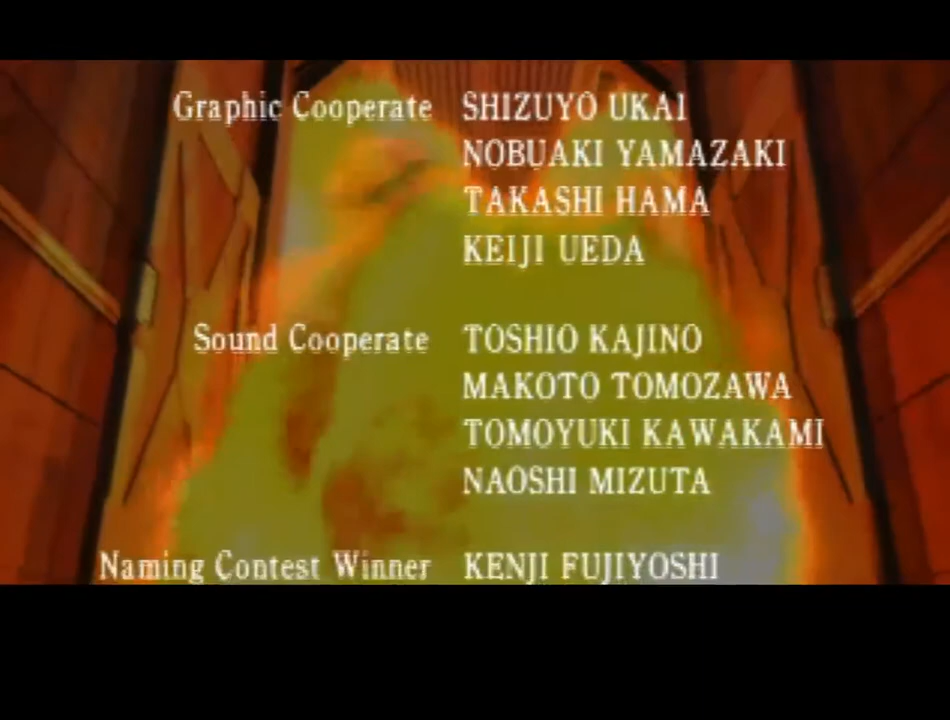 Graphic Cooperate SHIZUYO UKAI
NOBUAKI YAMAZAKI
TAKASHI HAMA
KEIJI UEDA
Sound Cooperate TOSHIO KAJINO
MAKOTO TOMOZAWA
TOMOYUKI KAWAKAMI
NAOSHI MIZUTA
Naming Contest Winner KENJI FUJIYOSHI